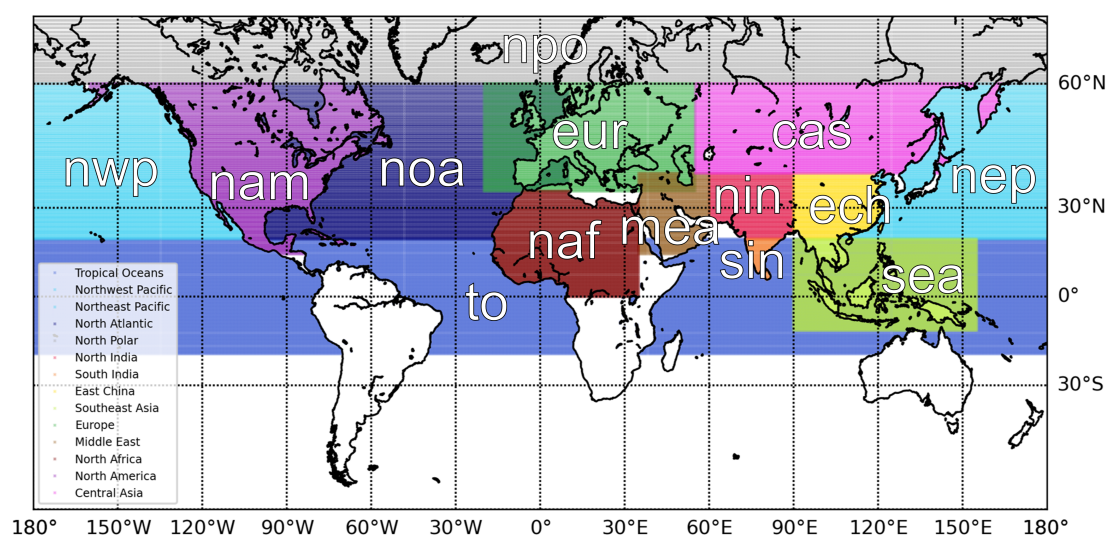 npo
60°N
eur
cas
nwp
nam
noa
nin
nep
ech
30°N
naf
mea
sin
sea
to
0°
30°S
Tropical Oceans
Northwest Pacific
Northeast Pacific
North Atlantic
North Polar
North India
South India
East China
Southeast Asia
Europe
Middle East
North Africa
North America
Central Asia
180° 150°W 120°W 90°W 60°W 30°W 0° 30°E 60°E 90°E 120°E 150°E 180°